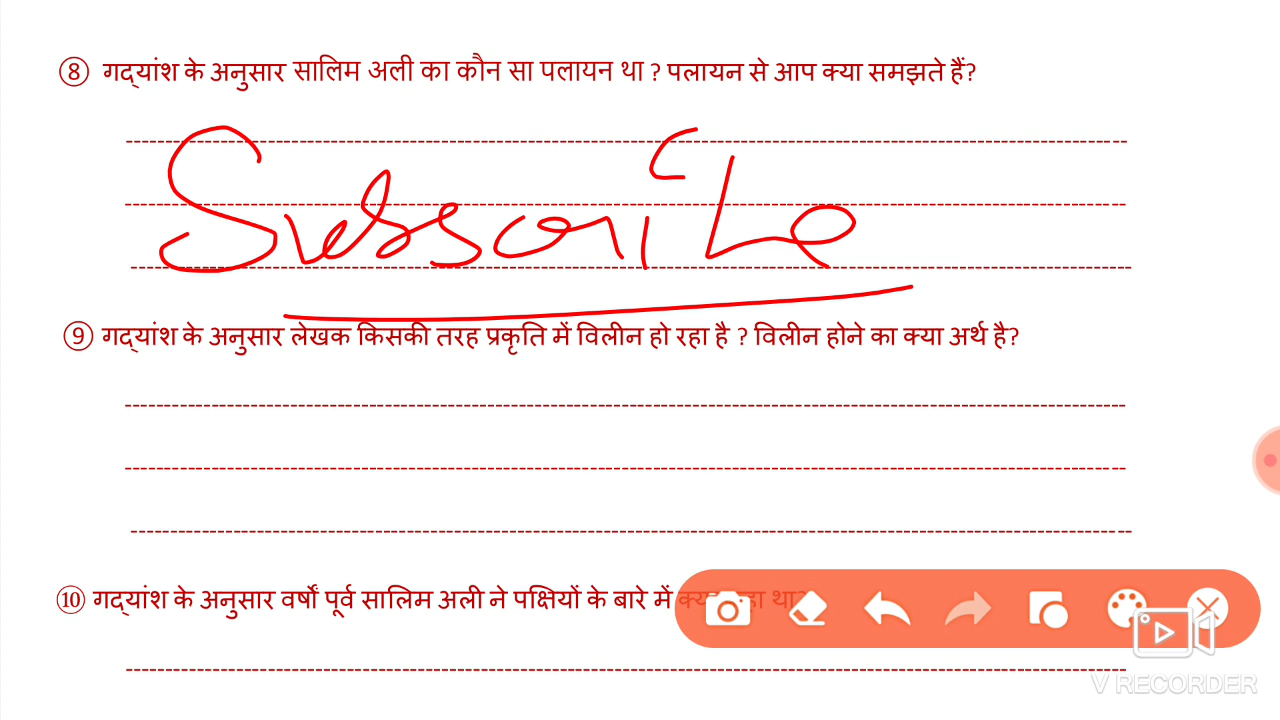 ⑧ गद्यांश के अनुसार सालिम अली का कौन सा पलायन था ? पलायन से आप क्या समझते हैं?
Subscribe
⑨ गद्यांश के अनुसार लेखक किसकी तरह प्रकृति में विलीन हो रहा है ? विलीन होने का क्या अर्थ है?
⑩ गद्यांश के अनुसार वर्षों पूर्व सालिम अली ने पक्षियों के बारे में क्या कहा था?
V RECORDER